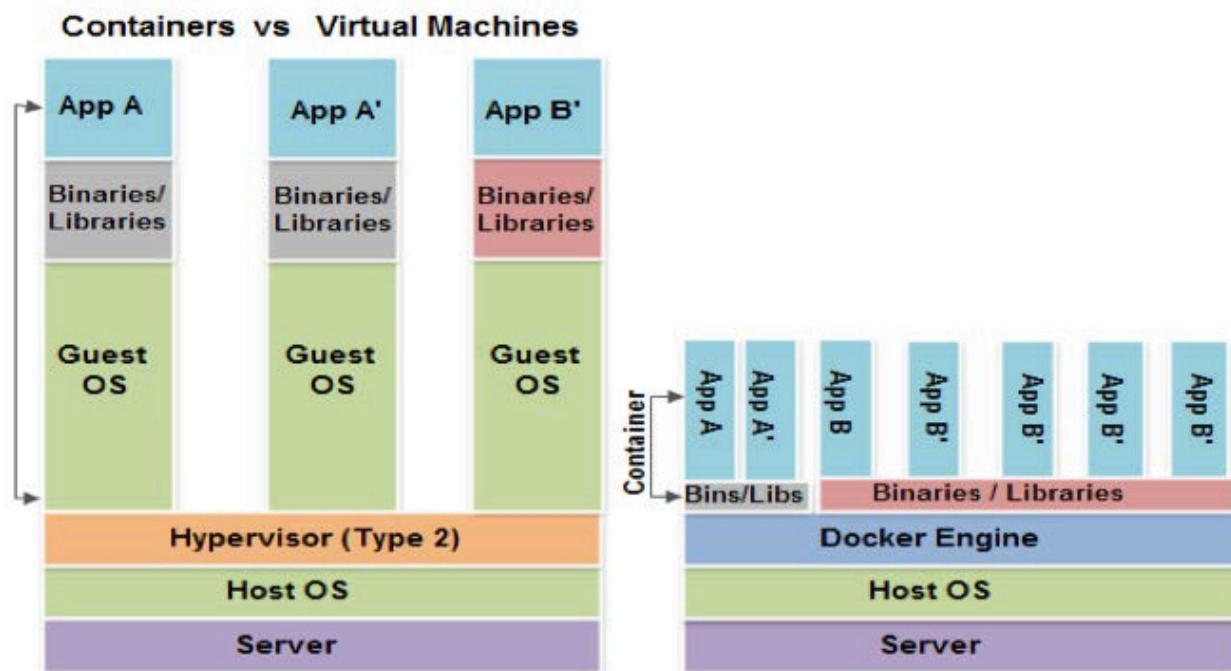 Containers vs Virtual Machines
App A
App A'
App B'
Binaries/
Libraries
Binaries/
Libraries
Binaries/
Libraries
Guest
OS
Guest
OS
Guest
OS
Hypervisor (Type 2)
Host OS
Server
Container
App A
App A'
App B
App B'
App B'
App B'
App B'
Bins/Libs
Binaries / Libraries
Docker Engine
Host OS
Server